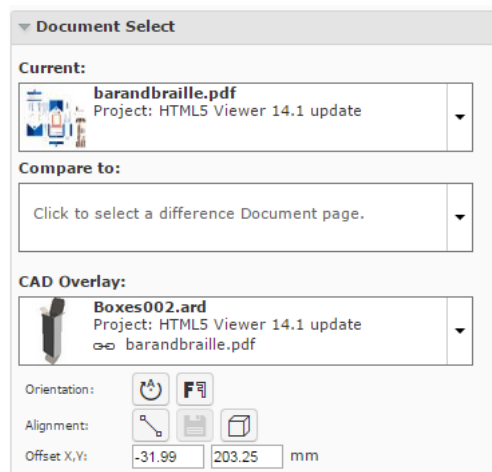 Document Select
Current:
barandbraille.pdf
Project: HTML5 Viewer 14.1 update
Compare to:
Click to select a difference Document page.
CAD Overlay:
Boxes002.ard
Project: HTML5 Viewer 14.1 update
barandbraille.pdf
Orientation:
Alignment:
Offset X,Y: -31.99 203.25 mm